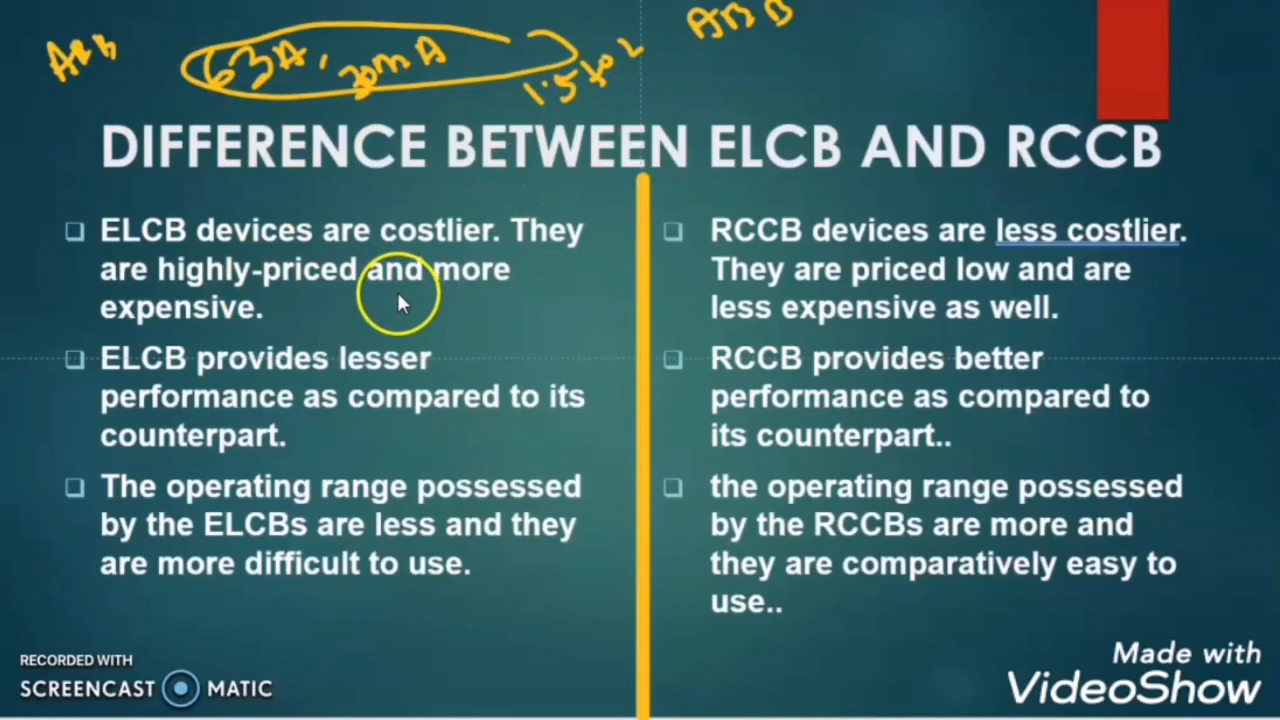 63A, 30mA
1.5 to 2
DIFFERENCE BETWEEN ELCB AND RCCB
ELCB devices are costlier. They
are highly-priced and more
expensive.
ELCB provides lesser
performance as compared to its
counterpart.
The operating range possessed
by the ELCBs are less and they
are more difficult to use.
RCCB devices are less costlier.
They are priced low and are
less expensive as well.
RCCB provides better
performance as compared to
its counterpart..
the operating range possessed
by the RCCBs are more and
they are comparatively easy to
use..
RECORDED WITH
SCREENCAST MATIC
Made with
VideoShow